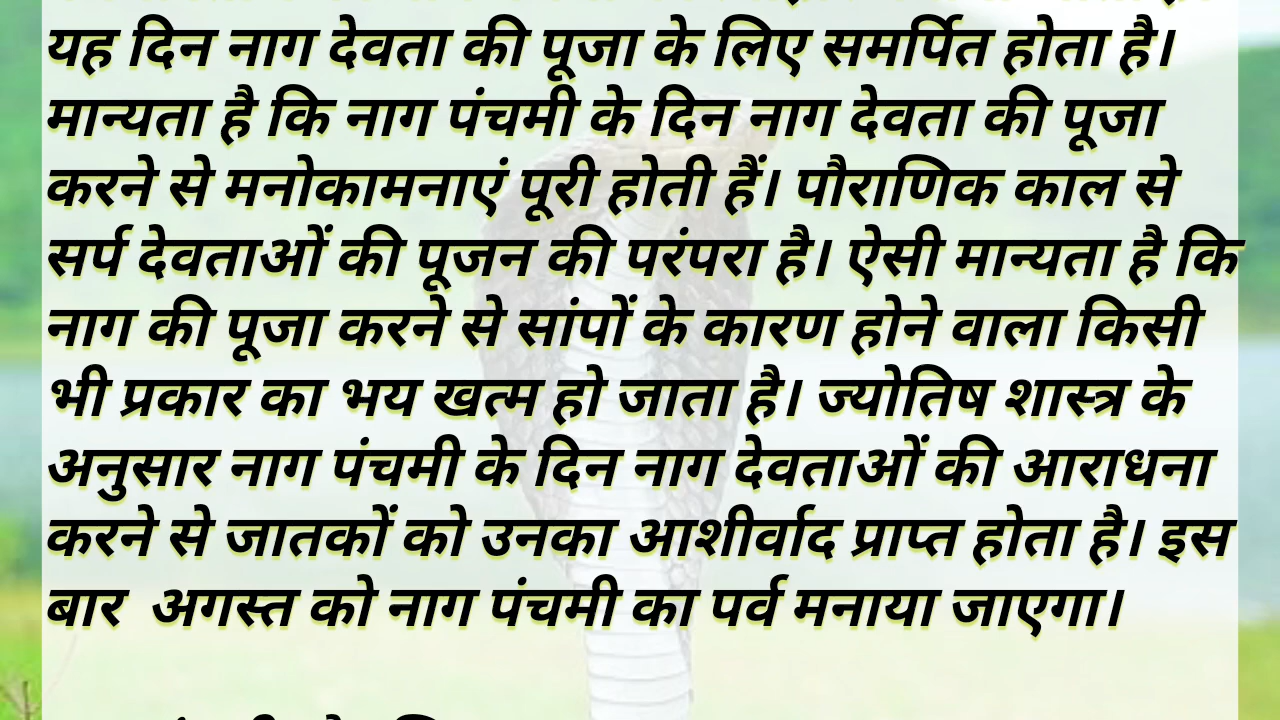 यह दिन नाग देवता की पूजा के लिए समर्पित होता है।
मान्यता है कि नाग पंचमी के दिन नाग देवता की पूजा
करने से मनोकामनाएं पूरी होती हैं। पौराणिक काल से
सर्प देवताओं की पूजन की परंपरा है। ऐसी मान्यता है कि
नाग की पूजा करने से सांपों के कारण होने वाला किसी
भी प्रकार का भय खत्म हो जाता है। ज्योतिष शास्त्र के
अनुसार नाग पंचमी के दिन नाग देवताओं की आराधना
करने से जातकों को उनका आशीर्वाद प्राप्त होता है। इस
बार  अगस्त को नाग पंचमी का पर्व मनाया जाएगा।